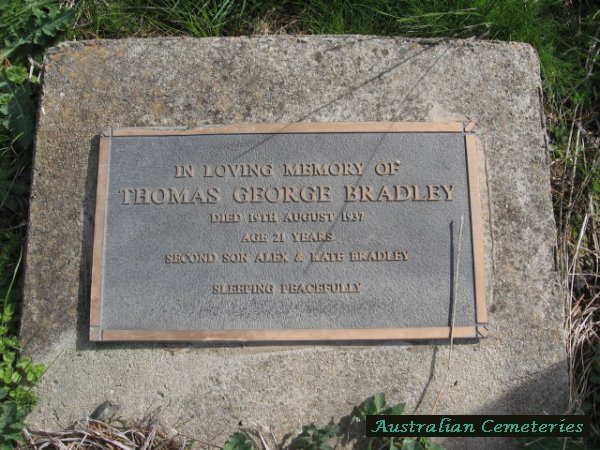 IN LOVING MEMORY OF
THOMAS GEORGE BRADLEY
DIED 19TH AUGUST 1937
AGE 21 YEARS
SECOND SON ALEX & KATE BRADLEY
SLEEPING PEACEFULLY
Australian Cemeteries